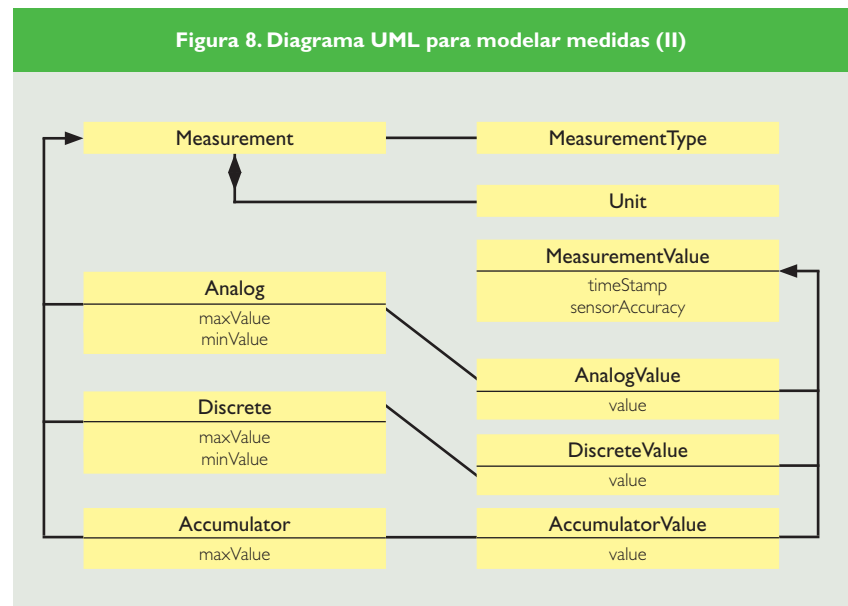 Figura 8. Diagrama UML para modelar medidas (II)
Measurement
MeasurementType
Unit
MeasurementValue
timeStamp
sensorAccuracy
Analog
maxValue
minValue
AnalogValue
value
Discrete
maxValue
minValue
DiscreteValue
value
Accumulator
maxValue
AccumulatorValue
value